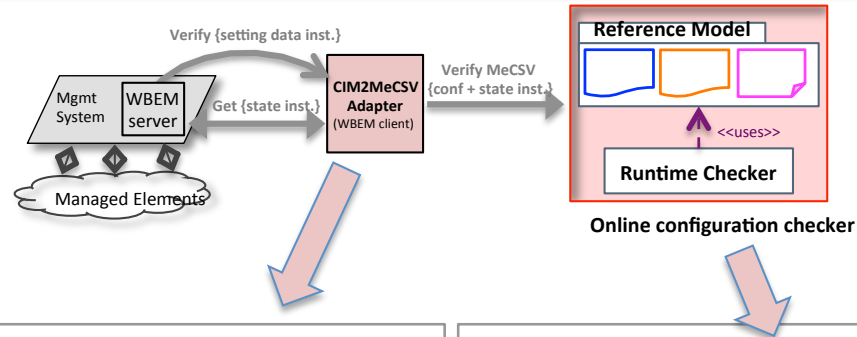 Verify {setting data inst.}
Mgmt
System
WBEM
server
Get {state inst.}
CIM2MeCSV
Adapter
(WBEM client)
Verify MeCSV
{conf + state inst.}
Managed Elements
Reference Model
<<uses>>
Runtime Checker
Online configuration checker